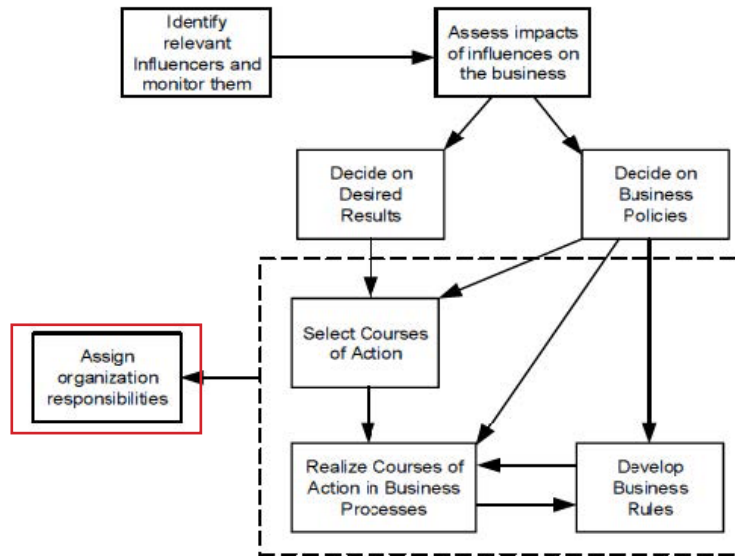 Identify
relevant
Influencers and
monitor them
Assess impacts
of influences on
the business
Decide on
Desired
Results
Decide on
Business
Policies
Select Courses
of Action
Assign
organization
responsibilities
Realize Courses of
Action in Business
Processes
Develop
Business
Rules